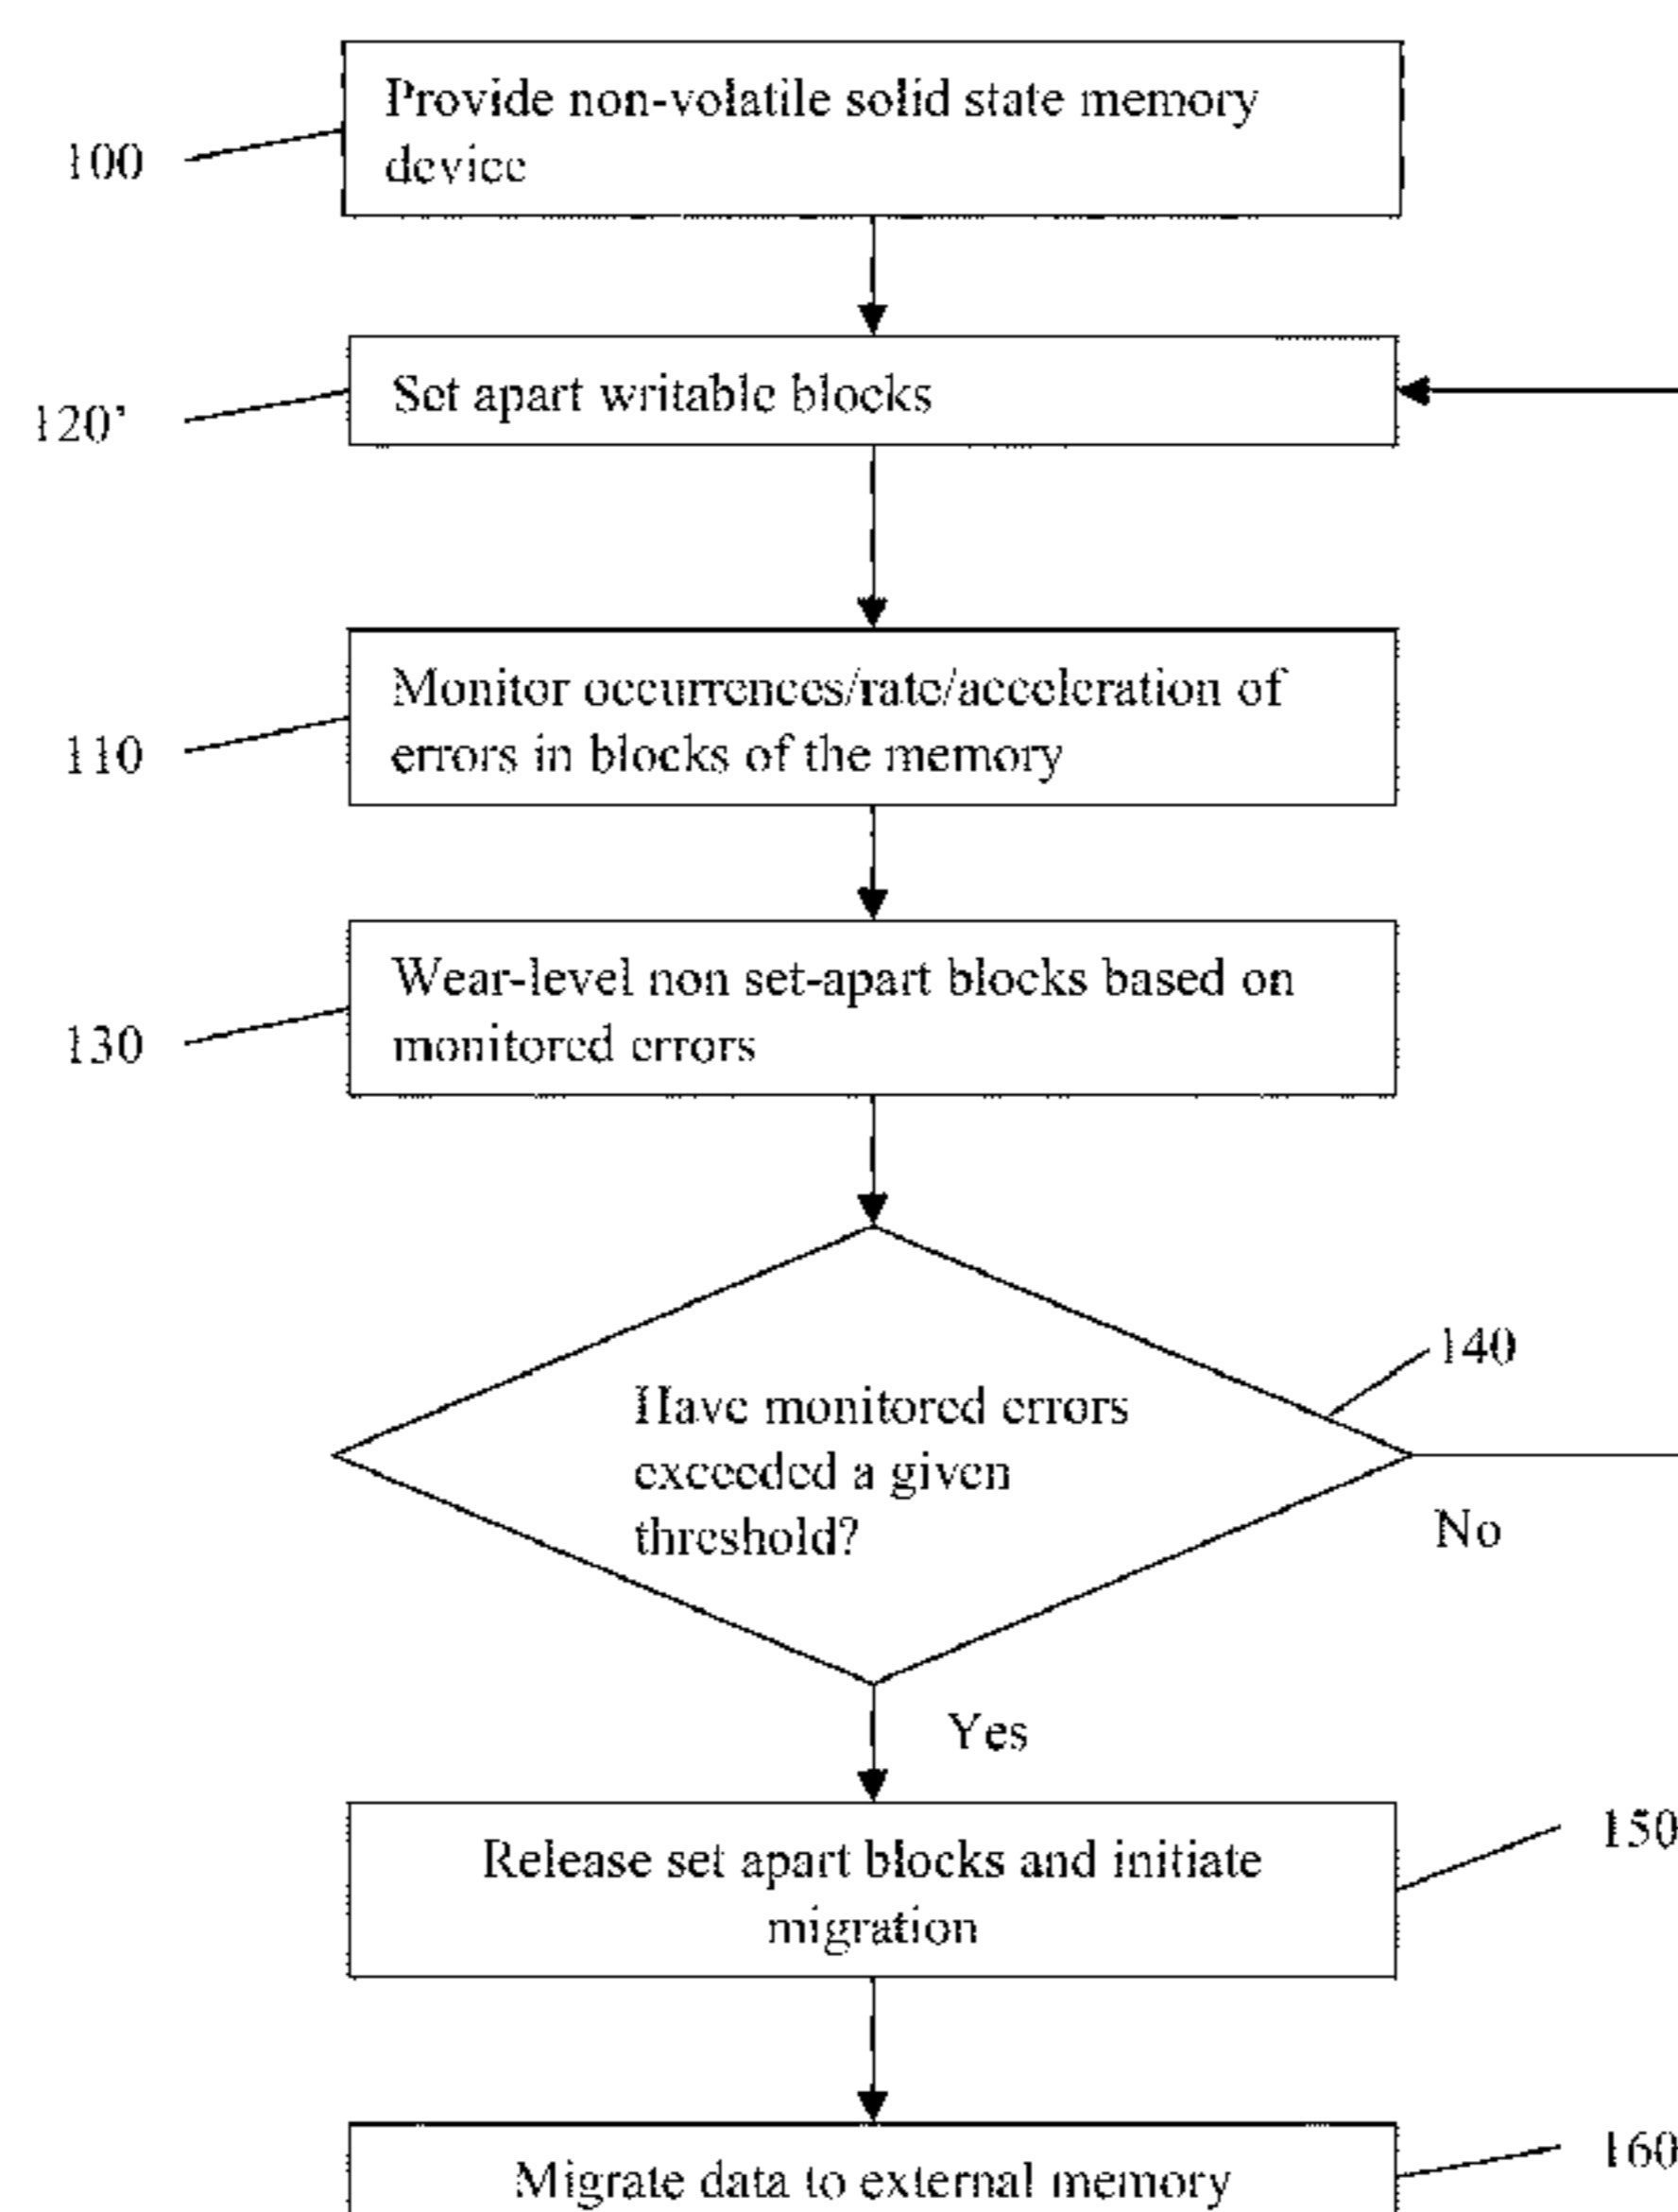 Provide non-volatile solid state memory
device
100
Set apart writable blocks
120'
Monitor occurrences/rate/acceleration of
errors in blocks of the memory
110
Wear-level non set-apart blocks based on
monitored errors
130
140
Have monitored errors
exceeded a given
threshold?
No
Yes
150
Release set apart blocks and initiate
migration
160
Migrate data to external memory